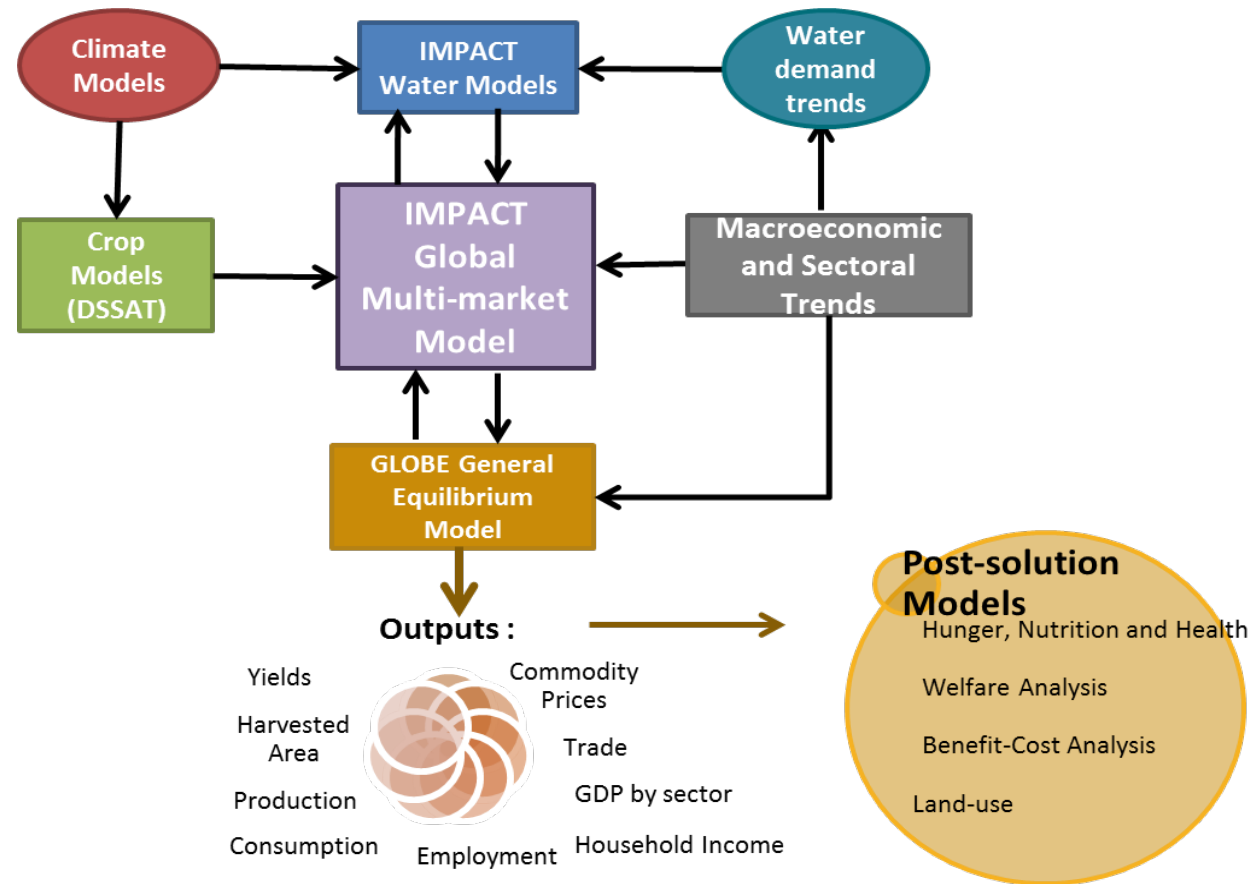 Climate
Models
IMPACT
Water Models
Water
demand
trends
Crop
Models
(DSSAT)
IMPACT
Global
Multi-market
Model
Macroeconomic
and Sectoral
Trends
GLOBE General
Equilibrium
Model
Outputs :
Yields
Commodity
Prices
Harvested
Area
Trade
Production
GDP by sector
Consumption
Employment
Household Income
Post-solution
Models
Hunger, Nutrition and Health
Welfare Analysis
Benefit-Cost Analysis
Land-use